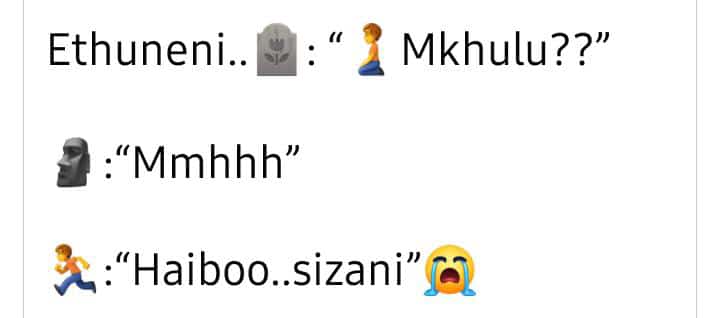 Ethuneni..🪦: “🧎 Mkhulu??”
🗿:“Mmhhh”
🏃:“Haiboo..sizani”😭